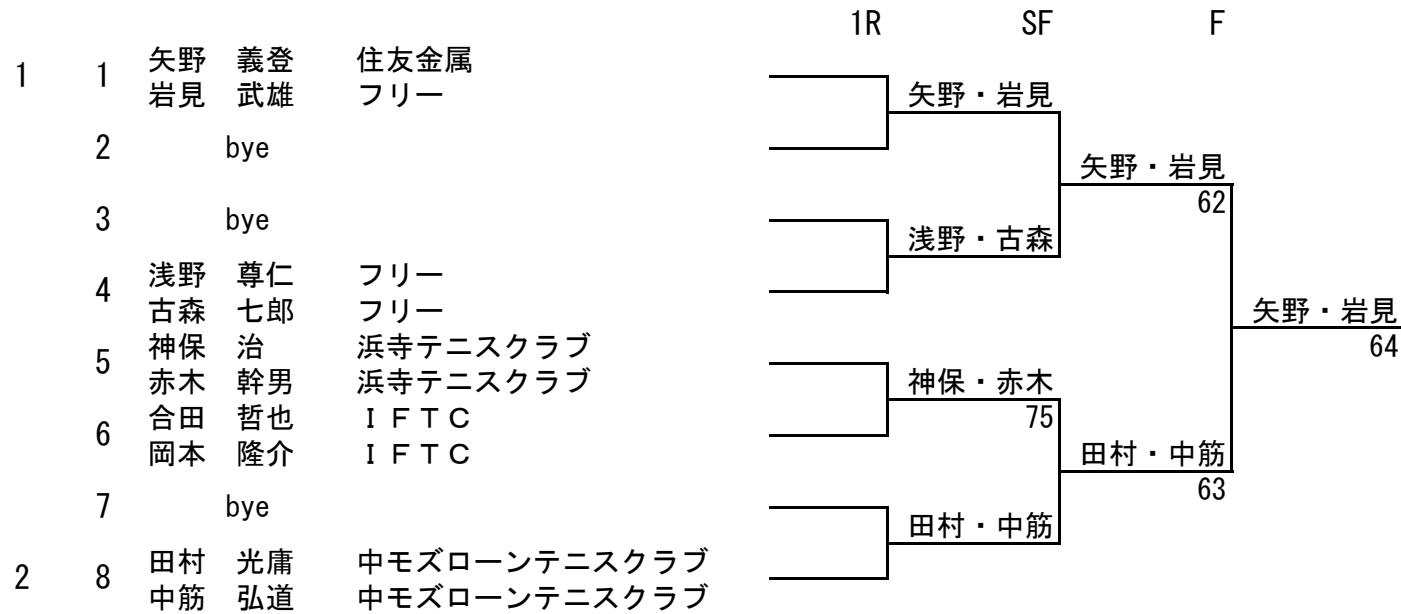 1R SF F
1 1 矢野 義登 住友金属
岩見 武雄 フリー
矢野・岩見
2 bye
矢野・岩見
62
3 bye
浅野・古森
4 浅野 尊仁 フリー
古森 七郎 フリー
矢野・岩見
64
5 神保 治 浜寺テニスクラブ
赤木 幹男 浜寺テニスクラブ
神保・赤木
75
6 合田 哲也 ＩＦＴＣ
岡本 隆介 ＩＦＴＣ
田村・中筋
63
7 bye
田村・中筋
2 8 田村 光庸 中モズローンテニスクラブ
中筋 弘道 中モズローンテニスクラブ